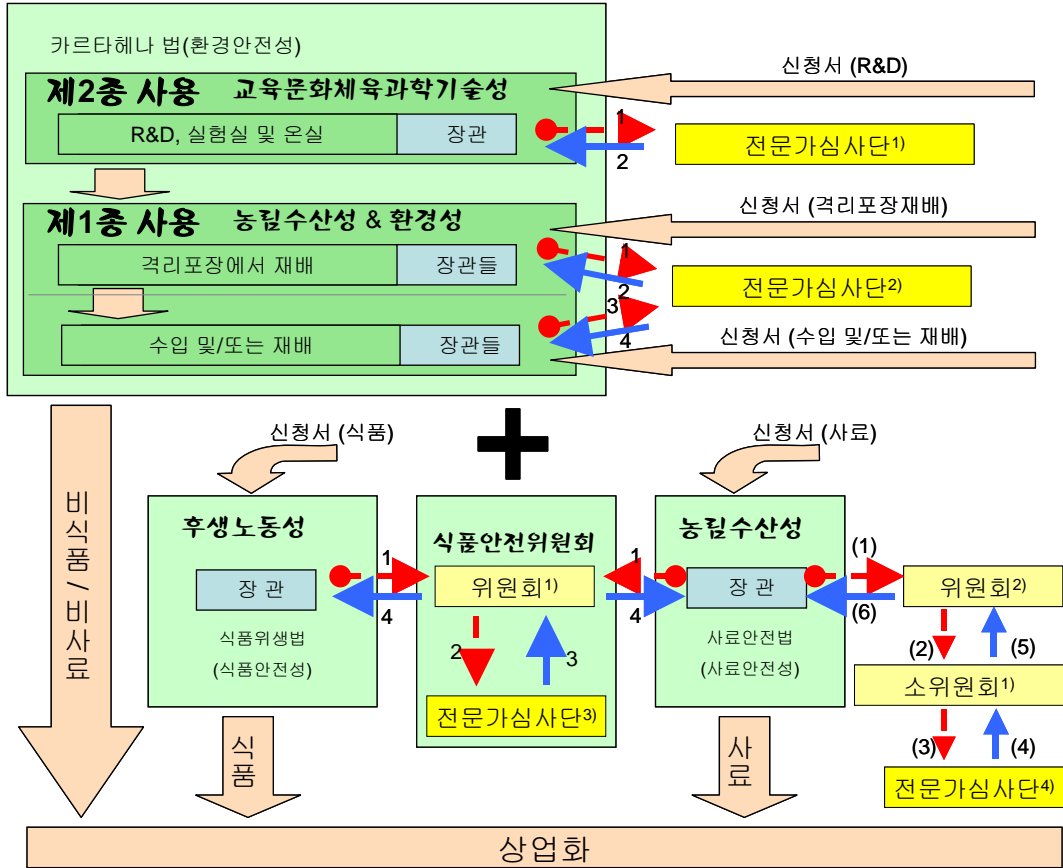 카르타헤나 법(환경안전성)
제2종 사용 교육문화체육과학기술성
신청서 (R&D)
R&D, 실험실 및 온실
장관
1
2
전문가심사단1)
제1종 사용 농림수산성 & 환경성
신청서 (격리포장재배)
격리포장에서 재배
장관들
1
2
전문가심사단2)
3
4
수입 및/또는 재배
장관들
신청서 (수입 및/또는 재배)
신청서 (식품)
신청서 (사료)
비식품 / 비사료
후생노동성
식품안전위원회
농림수산성
장 관
1
4
위원회1)
1
4
장 관
(1)
(6)
위원회2)
식품위생법
(식품안전성)
2
3
사료안전법
(사료안전성)
(2)
(5)
소위원회1)
전문가심사단3)
(3)
(4)
식품
사료
전문가심사단4)
상업화